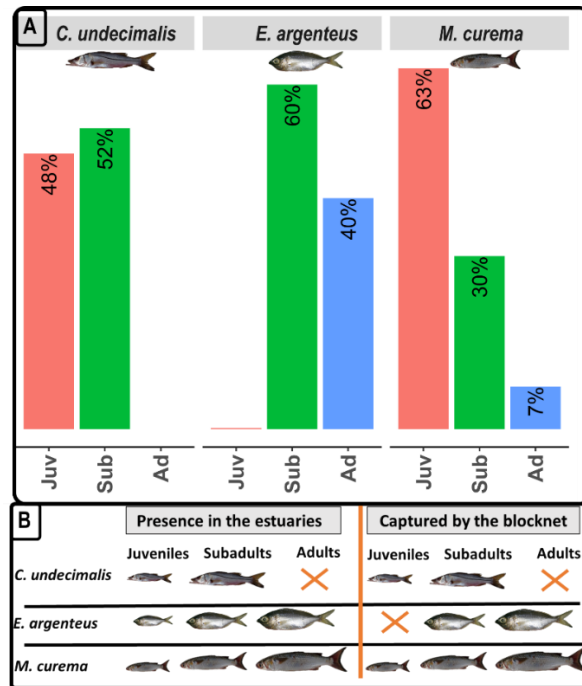 A
C. undecimalis E. argenteus M. curema
48% 52% 60% 40% 63% 30% 7%
Juv Sub Ad Juv Sub Ad Juv Sub Ad
B
Presence in the estuaries Captured by the blocknet
Juveniles Subadults Adults Juveniles Subadults Adults
C. undecimalis
E. argenteus
M. curema